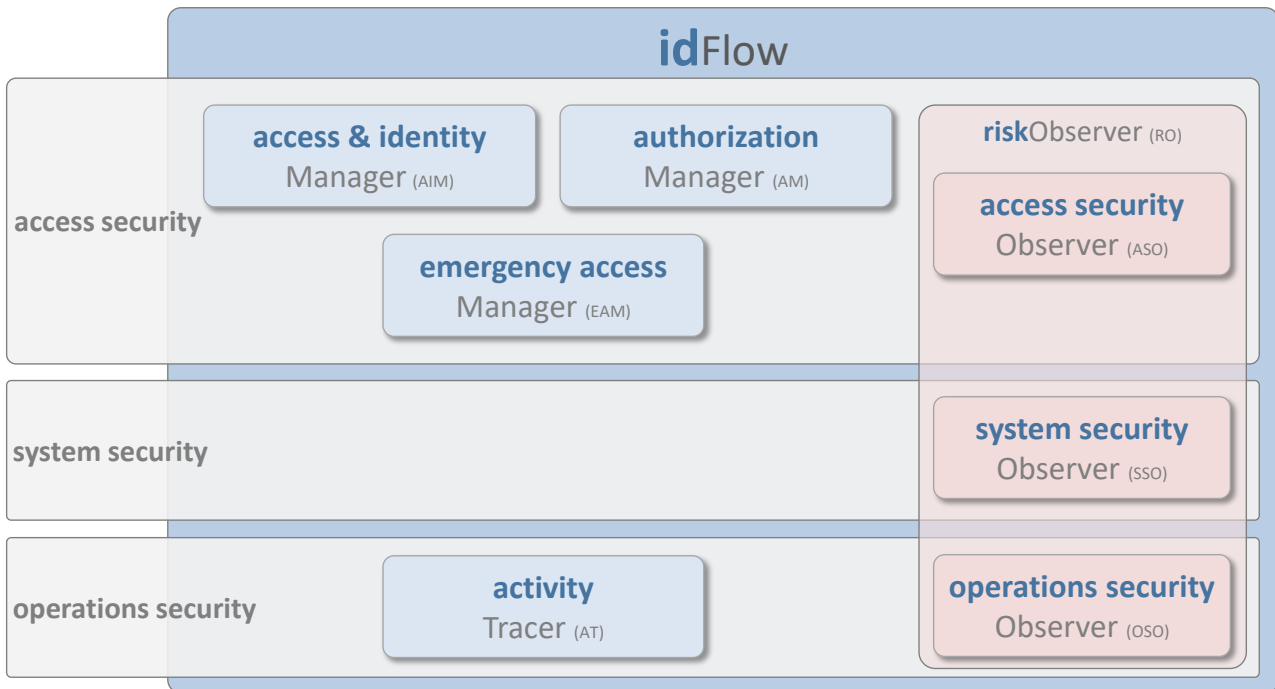 idFlow
access security
access & identity
Manager (AIM)
authorization
Manager (AM)
emergency access
Manager (EAM)
riskObserver (RO)
access security
Observer (ASO)
system security
system security
Observer (SSO)
operations security
activity
Tracer (AT)
operations security
Observer (OSO)